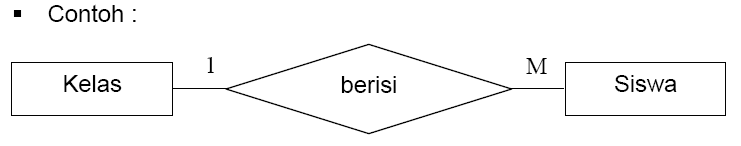 ▪ Contoh :
1 M
Kelas berisi Siswa